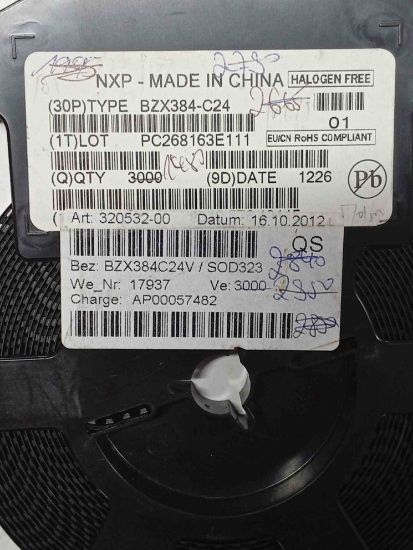 2730
NXP - MADE IN CHINA HALOGEN FREE
(30P)TYPE BZX384-C24
01
(1T)LOT PC268163E111 EU/CN RoHS COMPLIANT
(Q)QTY 3000 (9D)DATE 1226
Pb
Art: 320532-00 Datum: 16.10.2012
QS
Bez: BZX384C24V / SOD323
We_Nr: 17937 Ve: 3000
Charge: AP00057482